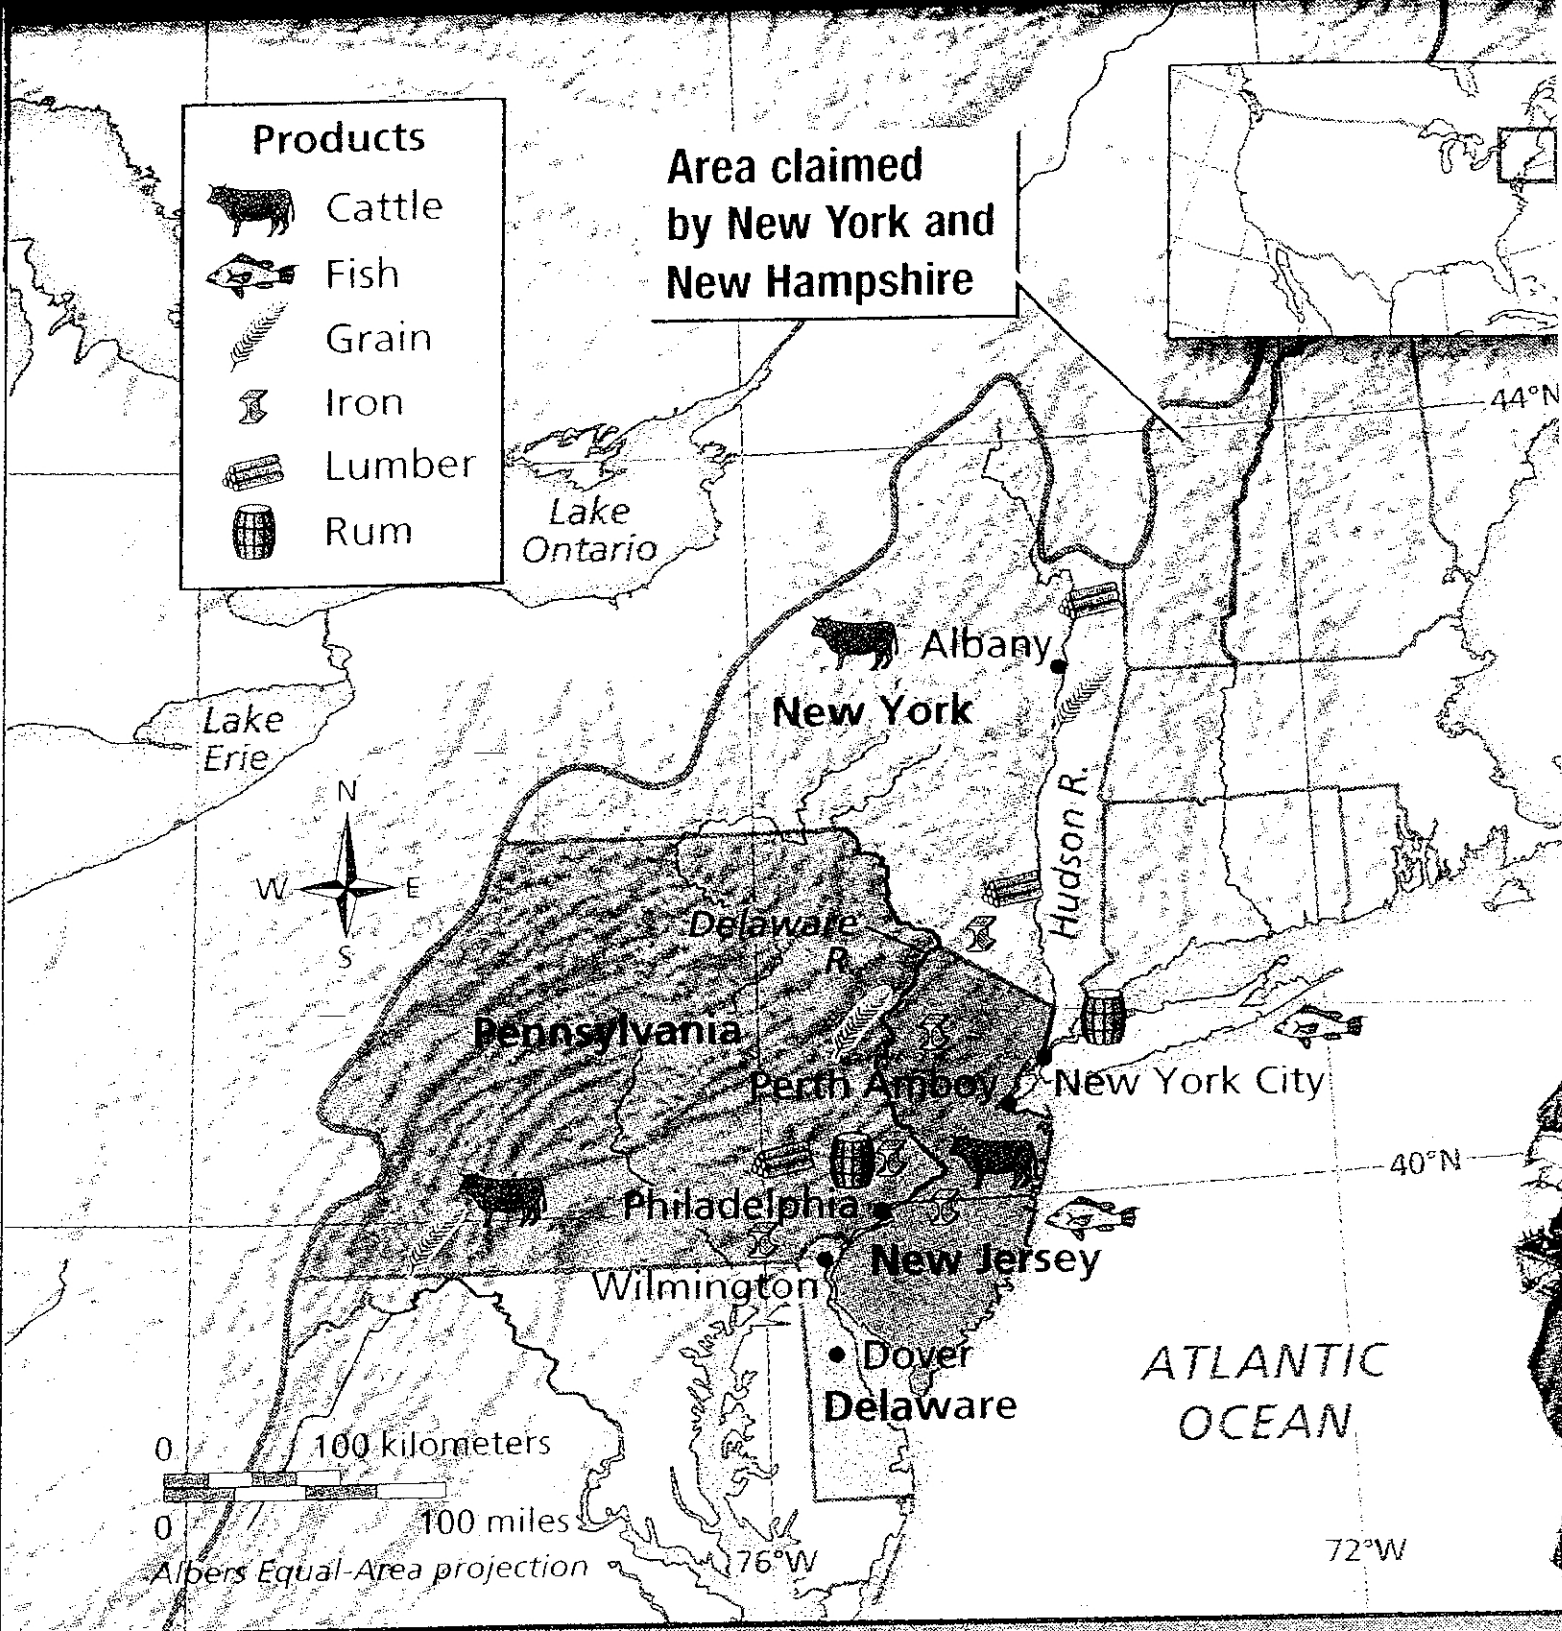 Products
Cattle
Fish
Grain
Iron
Lumber
Rum
Area claimed
by New York and
New Hampshire
44°N
Lake
Ontario
Albany
New York
Lake
Erie
N
W E
S
Hudson R.
Delaware
R.
Pennsylvania
Perth Amboy
New York City
40°N
Philadelphia
New Jersey
Wilmington
Dover
Delaware
ATLANTIC
OCEAN
0 100 kilometers
0 100 miles
Albers Equal-Area projection
76°W
72°W